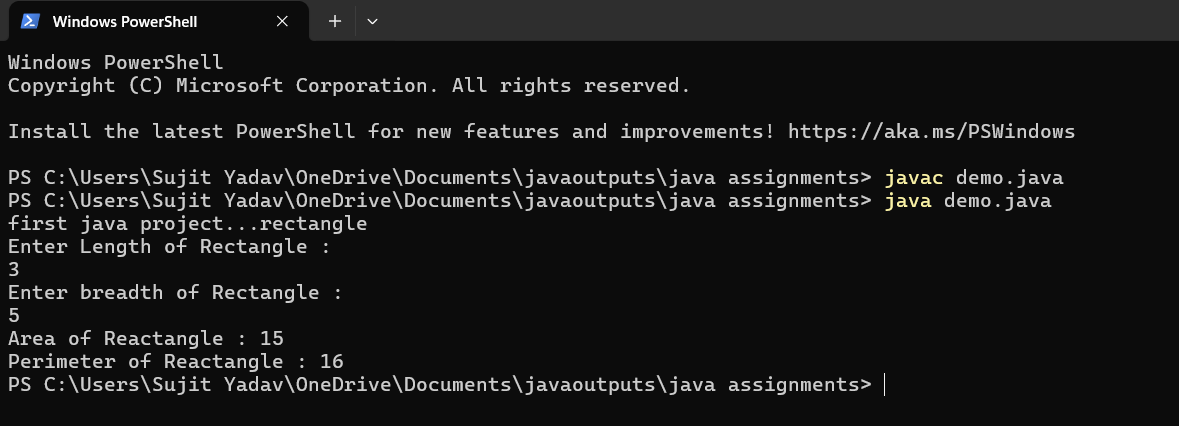 Windows PowerShell
Windows PowerShell
Copyright (C) Microsoft Corporation. All rights reserved.
Install the latest PowerShell for new features and improvements! https://aka.ms/PSWindows
PS C:\Users\Sujit Yadav\OneDrive\Documents\javaoutputs\java assignments> javac demo.java
PS C:\Users\Sujit Yadav\OneDrive\Documents\javaoutputs\java assignments> java demo.java
first java project...rectangle
Enter Length of Rectangle :
3
Enter breadth of Rectangle :
5
Area of Reactangle : 15
Perimeter of Reactangle : 16
PS C:\Users\Sujit Yadav\OneDrive\Documents\javaoutputs\java assignments>